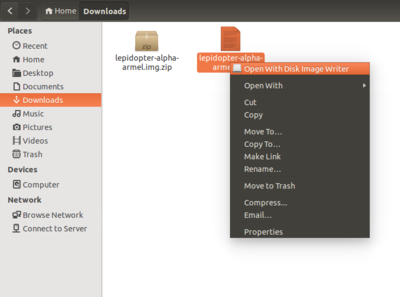 Home Downloads
Places
Recent
Home
Desktop
Documents
Downloads
Music
Pictures
Videos
Trash
Devices
Computer
Network
Browse Network
Connect to Server
zip
lepidopter-alpha-
armel.img.zip
lepidopter-alpha-
Open With Disk Image Writer
Open With
Cut
Copy
Move To…
Copy To…
Make Link
Rename…
Move to Trash
Compress...
Email…
Properties